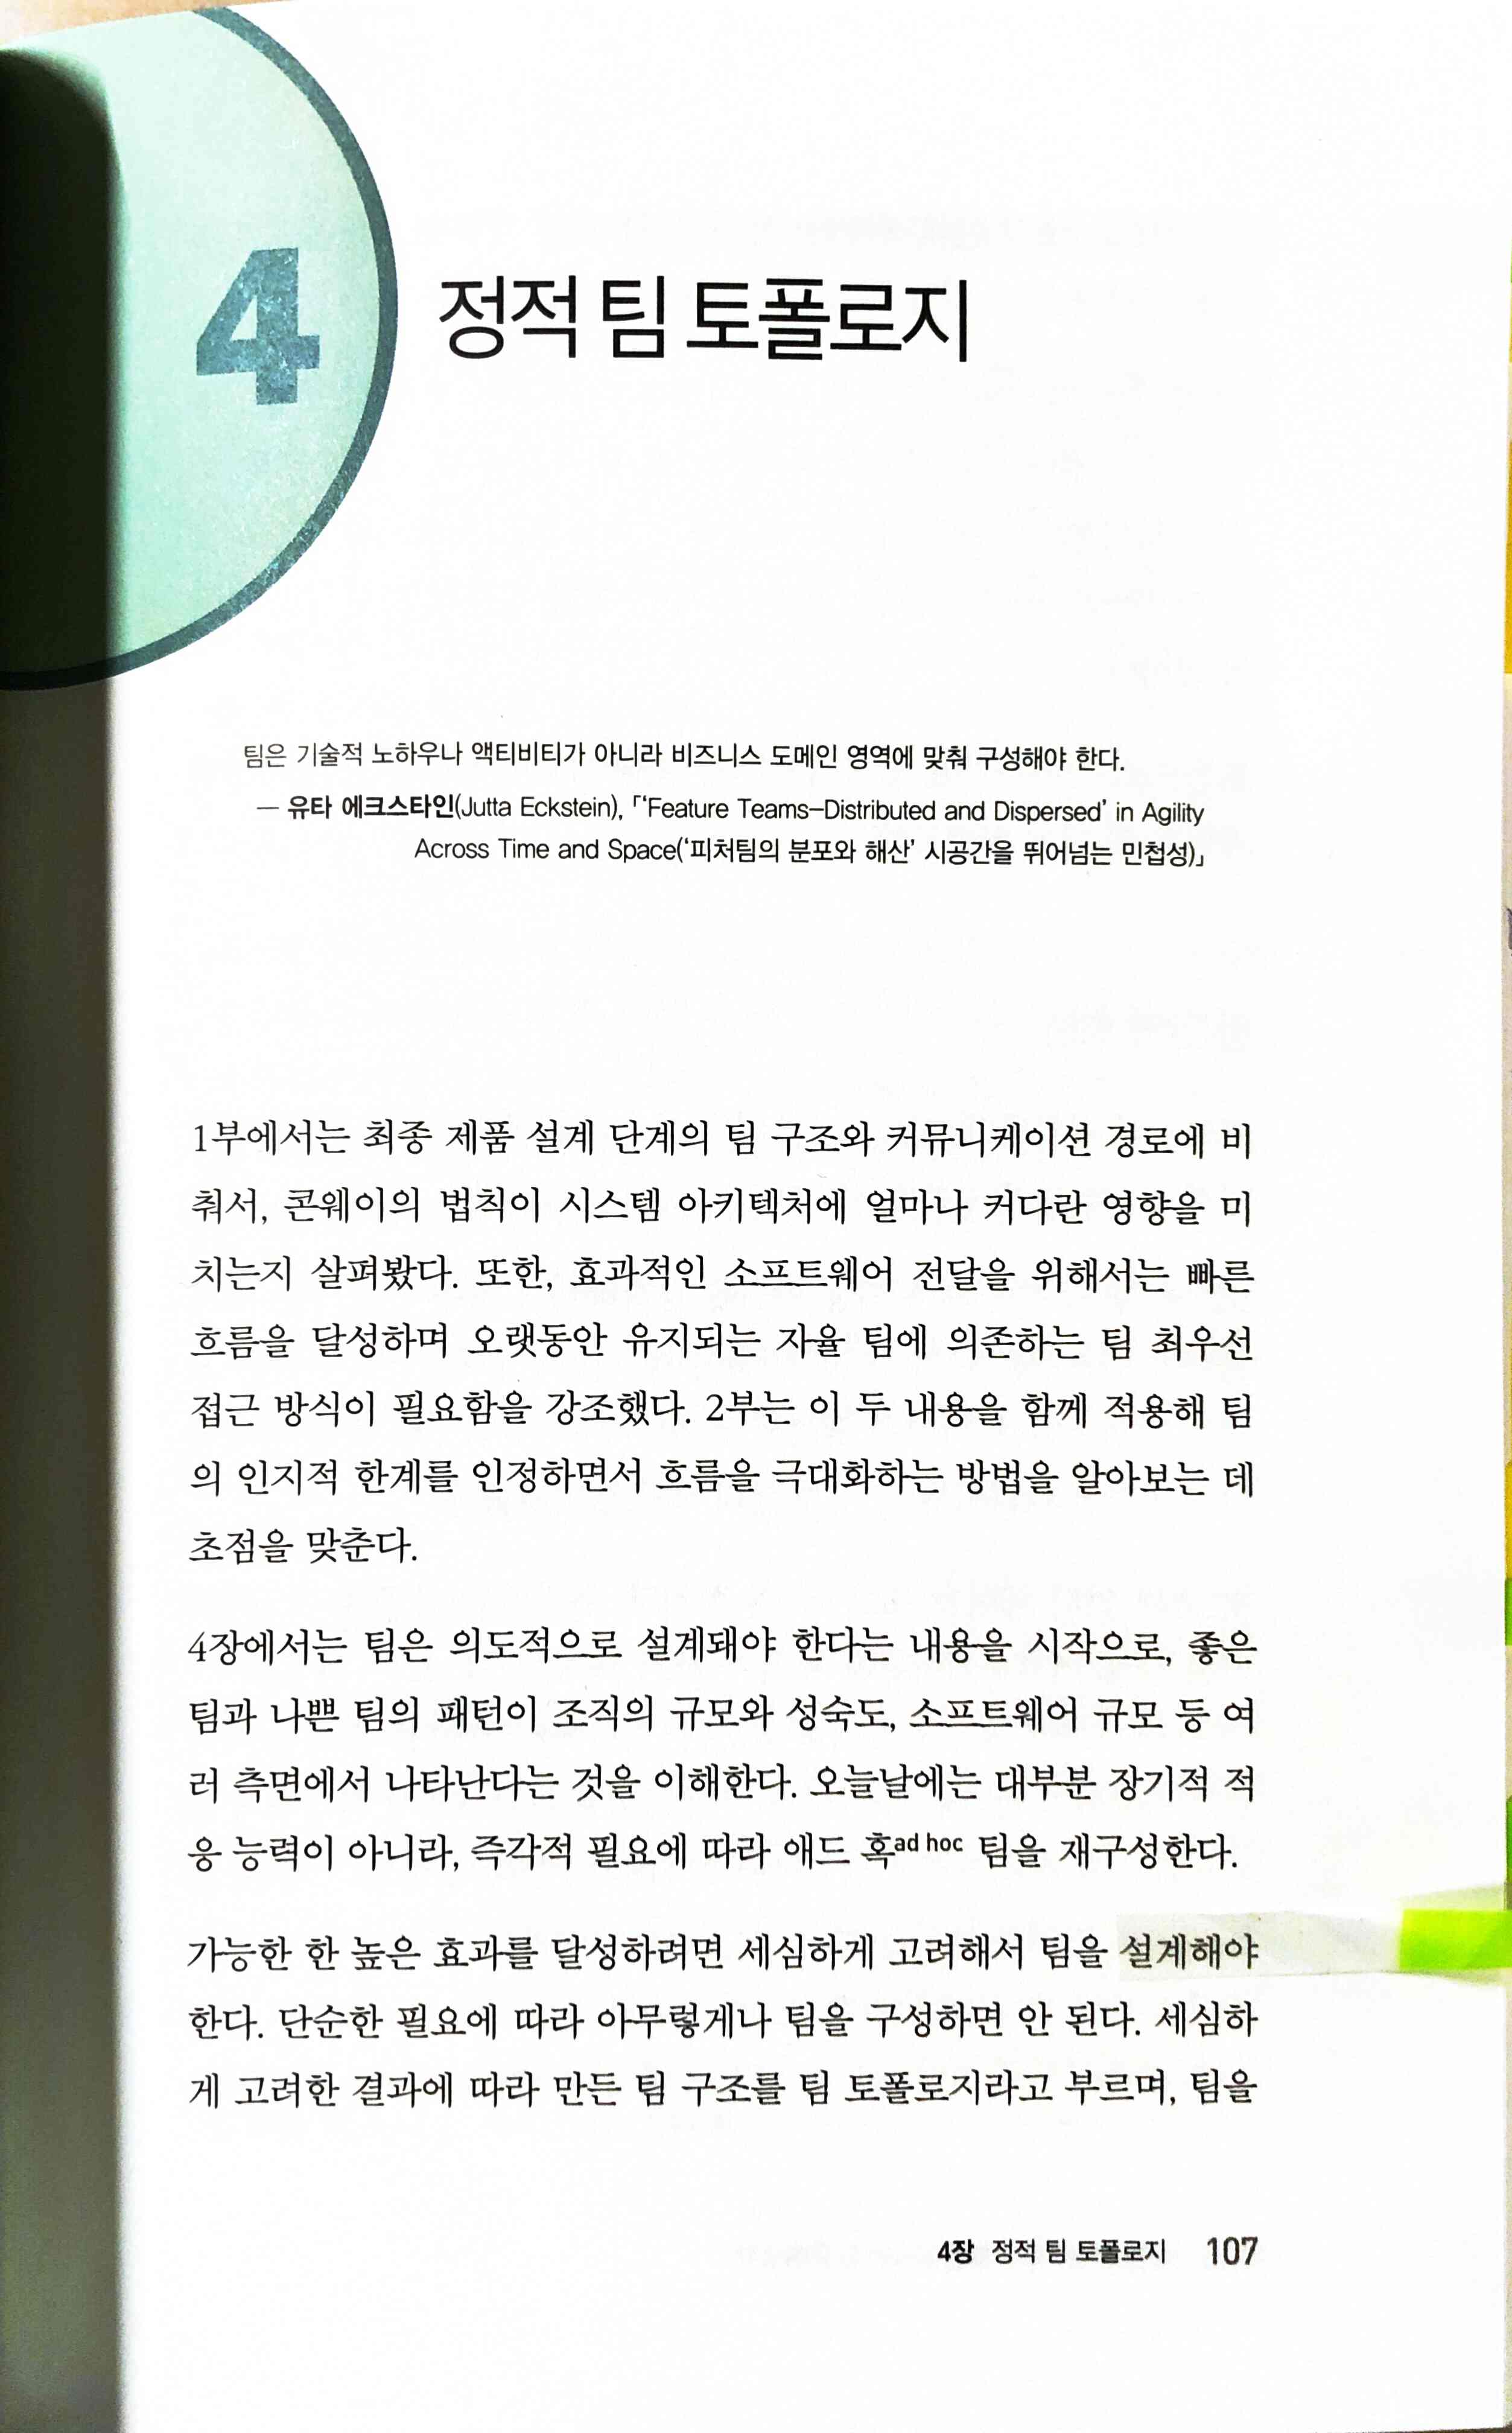 4
정적 팀 토폴로지
팀은 기술적 노하우나 액티비티가 아니라 비즈니스 도메인 영역에 맞춰 구성해야 한다.
— 유타 에크스타인(Jutta Eckstein), 「‘Feature Teams–Distributed and Dispersed’ in Agility
Across Time and Space(‘피처팀의 분포와 해산’ 시공간을 뛰어넘는 민첩성)」
1부에서는 최종 제품 설계 단계의 팀 구조와 커뮤니케이션 경로에 비
춰서, 콘웨이의 법칙이 시스템 아키텍처에 얼마나 커다란 영향을 미
치는지 살펴봤다. 또한, 효과적인 소프트웨어 전달을 위해서는 빠른
흐름을 달성하며 오랫동안 유지되는 자율 팀에 의존하는 팀 최우선
접근 방식이 필요함을 강조했다. 2부는 이 두 내용을 함께 적용해 팀
의 인지적 한계를 인정하면서 흐름을 극대화하는 방법을 알아보는 데
초점을 맞춘다.
4장에서는 팀은 의도적으로 설계돼야 한다는 내용을 시작으로, 좋은
팀과 나쁜 팀의 패턴이 조직의 규모와 성숙도, 소프트웨어 규모 등 여
러 측면에서 나타난다는 것을 이해한다. 오늘날에는 대부분 장기적 적
응 능력이 아니라, 즉각적 필요에 따라 애드 혹ad hoc 팀을 재구성한다.
가능한 한 높은 효과를 달성하려면 세심하게 고려해서 팀을 설계해야
한다. 단순한 필요에 따라 아무렇게나 팀을 구성하면 안 된다. 세심하
게 고려한 결과에 따라 만든 팀 구조를 팀 토폴로지라고 부르며, 팀을
4장 정적 팀 토폴로지 107